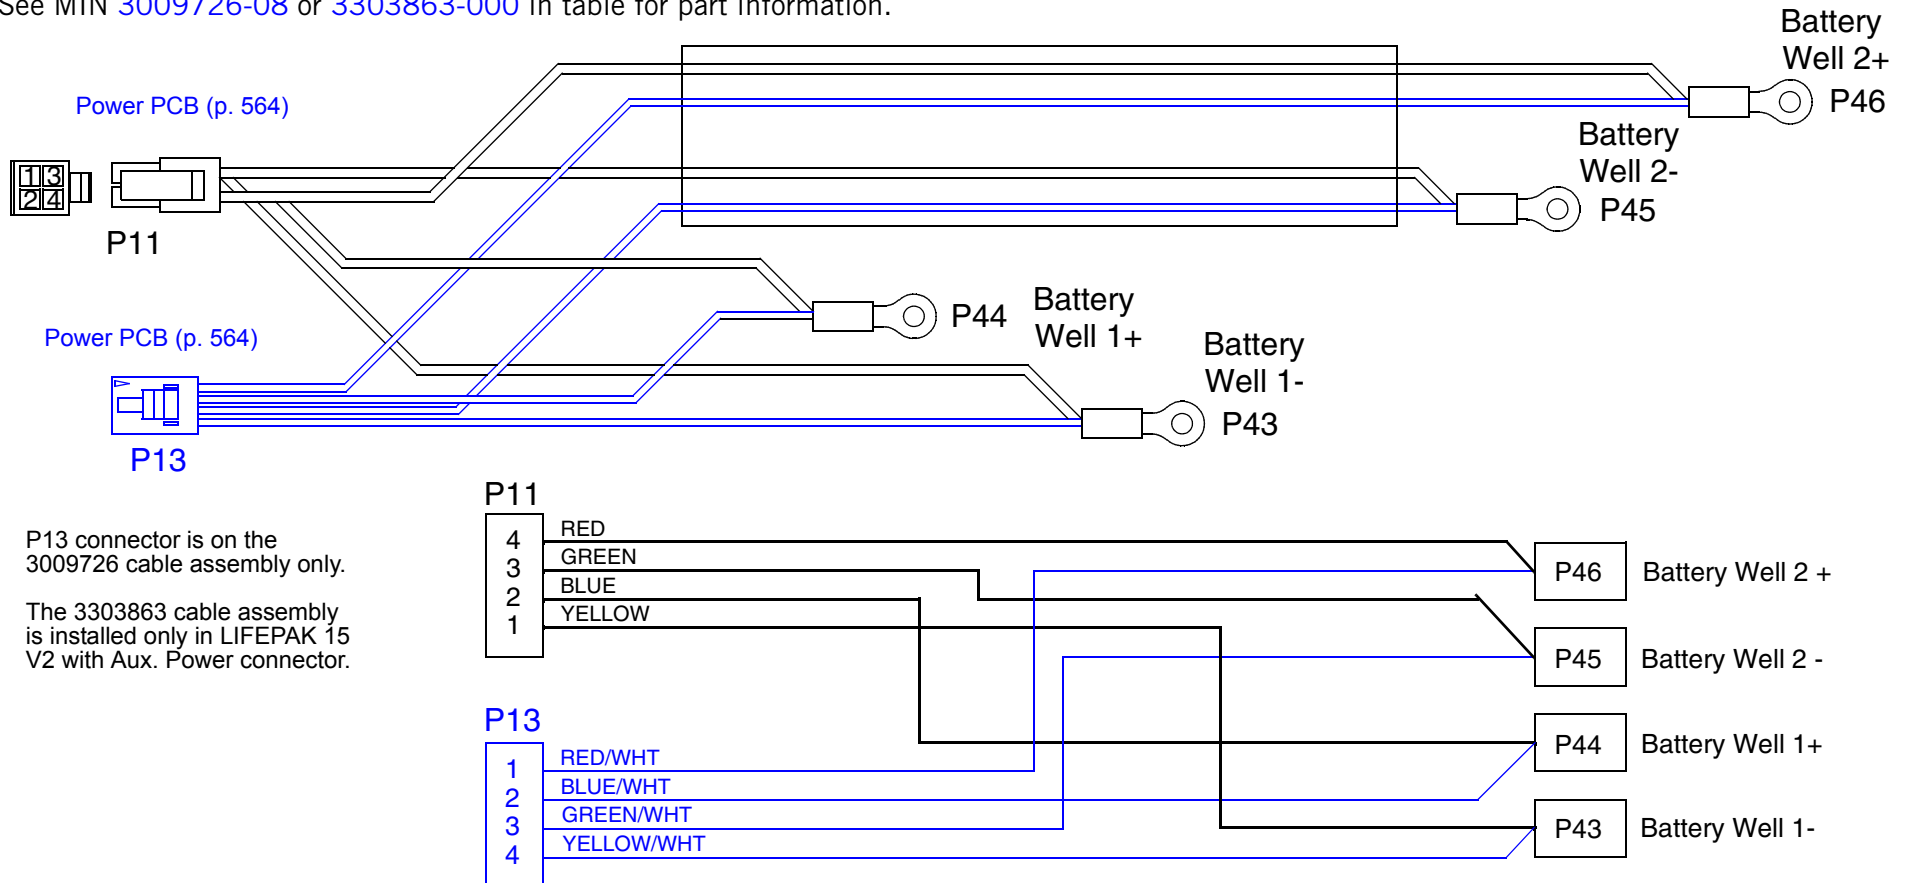 See MIN 3009726-08 or 3303863-000 in table for part information.
Battery
Well 2+
P46
Power PCB (p. 564)
Battery
Well 2-
P45
1 3
2 4
P11
Battery
Well 1+
P44
Power PCB (p. 564)
Battery
Well 1-
P43
P13
P11
P13 connector is on the
3009726 cable assembly only.
The 3303863 cable assembly
is installed only in LIFEPAK 15
V2 with Aux. Power connector.
4 RED
3 GREEN
2 BLUE
1 YELLOW
P46 Battery Well 2 +
P45 Battery Well 2 -
P44 Battery Well 1+
P43 Battery Well 1-
P13
1 RED/WHT
2 BLUE/WHT
3 GREEN/WHT
4 YELLOW/WHT